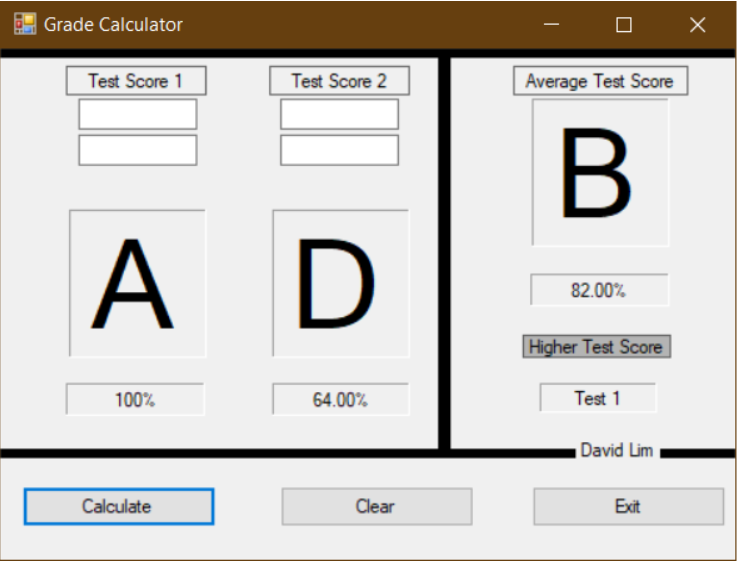 Grade Calculator
Test Score 1
Test Score 2
A
D
100%
64.00%
Average Test Score
B
82.00%
Higher Test Score
Test 1
David Lim
Calculate
Clear
Exit